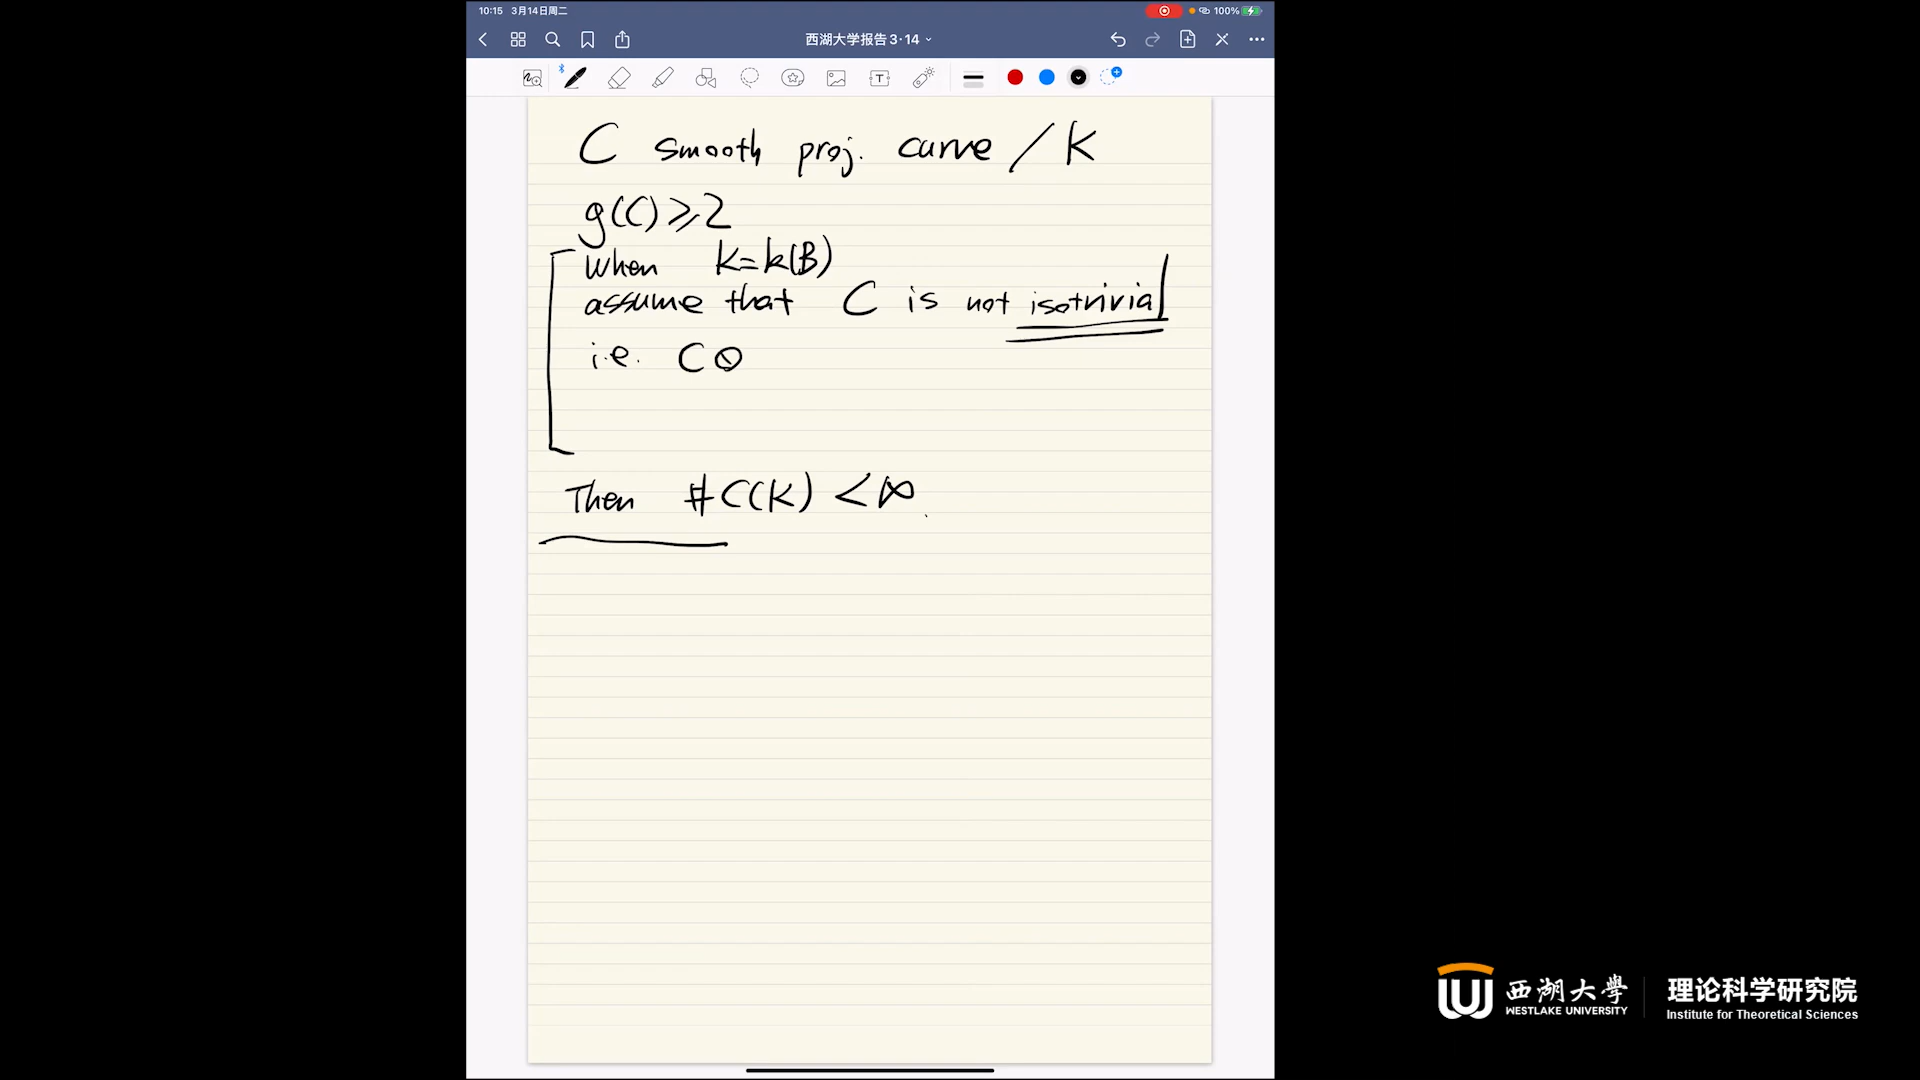 10:15 3月14日周二
100%
西湖大学报告 3·14
T
C smooth proj. curve / K
g(C) ⩾ 2
When K = k(B)
assume that C is not isotrivial
i.e. C ⊗
Then # C(K) < ∞.
西湖大學
WESTLAKE UNIVERSITY
理论科学研究院
Institute for Theoretical Sciences